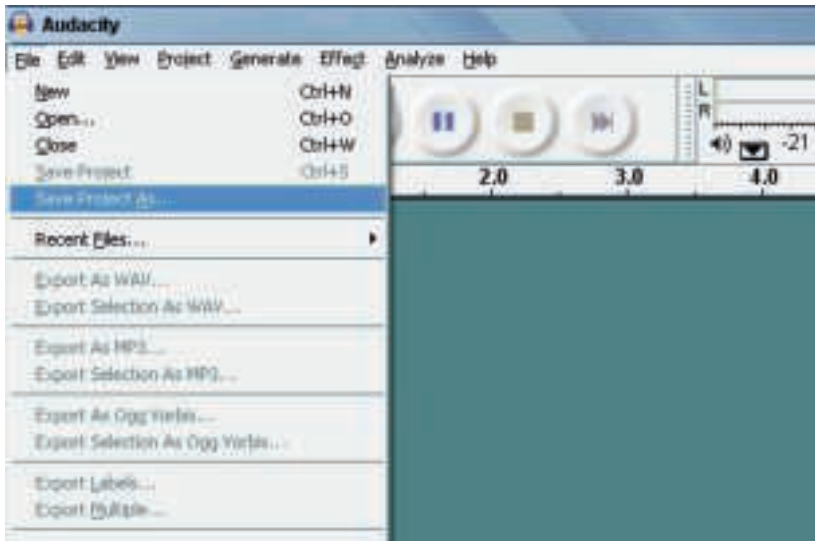 Audacity
File Edit View Project Generate Effect Analyze Help
New Ctrl+N
Open... Ctrl+O
Close Ctrl+W
Save Project Ctrl+S
Save Project As...
Recent Files...
Export As WAV...
Export Selection As WAV...
Export As MP3...
Export Selection As MP3...
Export As Ogg Vorbis...
Export Selection As Ogg Vorbis...
Export Labels...
Export Multiple...
L
R
-21
2.0 3.0 4.0